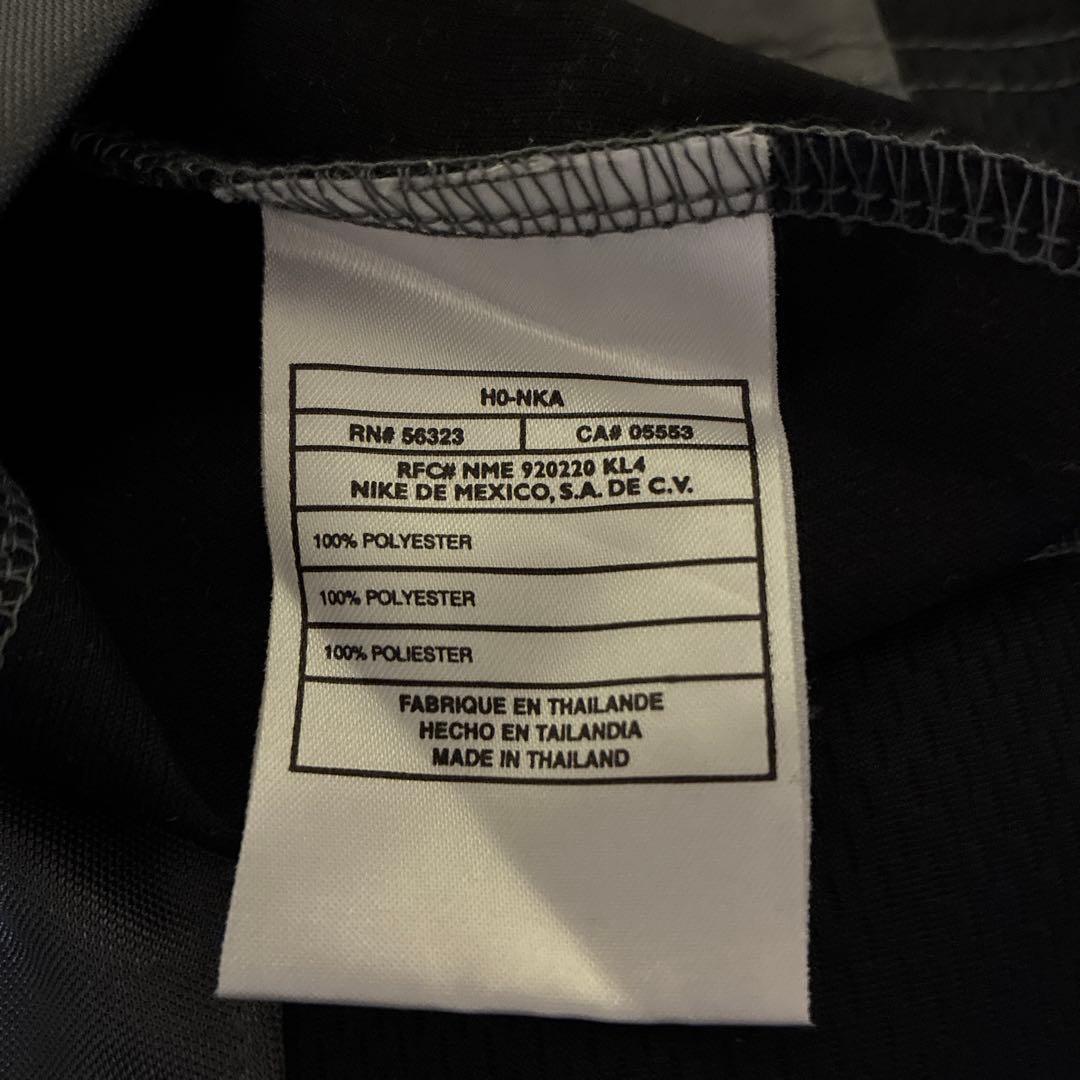 H0-NKA
RN# 56323 CA# 05553
RFC# NME 920220 KL4
NIKE DE MEXICO, S.A. DE C.V.
100% POLYESTER
100% POLYESTER
100% POLIESTER
FABRIQUE EN THAILANDE
HECHO EN TAILANDIA
MADE IN THAILAND